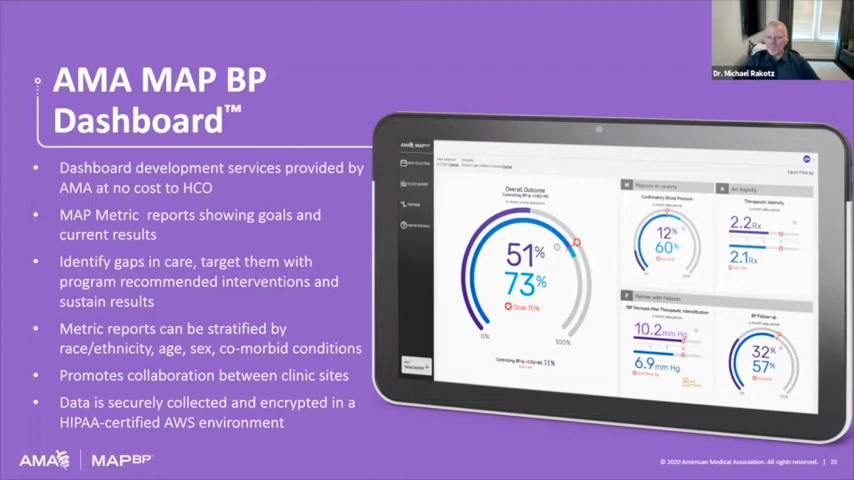 Dr. Michael Rakotz
AMA MAP BP
Dashboard™
• Dashboard development services provided by
AMA at no cost to HCO
• MAP Metric reports showing goals and
current results
• Identify gaps in care, target them with
program recommended interventions and
sustain results
• Metric reports can be stratified by
race/ethnicity, age, sex, co-morbid conditions
• Promotes collaboration between clinic sites
• Data is securely collected and encrypted in a
HIPAA-certified AWS environment
AMA MAP BP
Overall Outcome
51%
73%
Goal 70%
0%
100%
M Measure Accurately
Confirmatory Blood Pressure
12%
60%
A Act Rapidly
Therapeutic Intensity
2.2Rx
2.1Rx
P Partner with Patients
SBP Decrease After Therapeutic Intensification
10.2mm Hg
6.9mm Hg
BP Follow up
32%
57%
AMA MAP BP™
© 2020 American Medical Association. All rights reserved. | 25